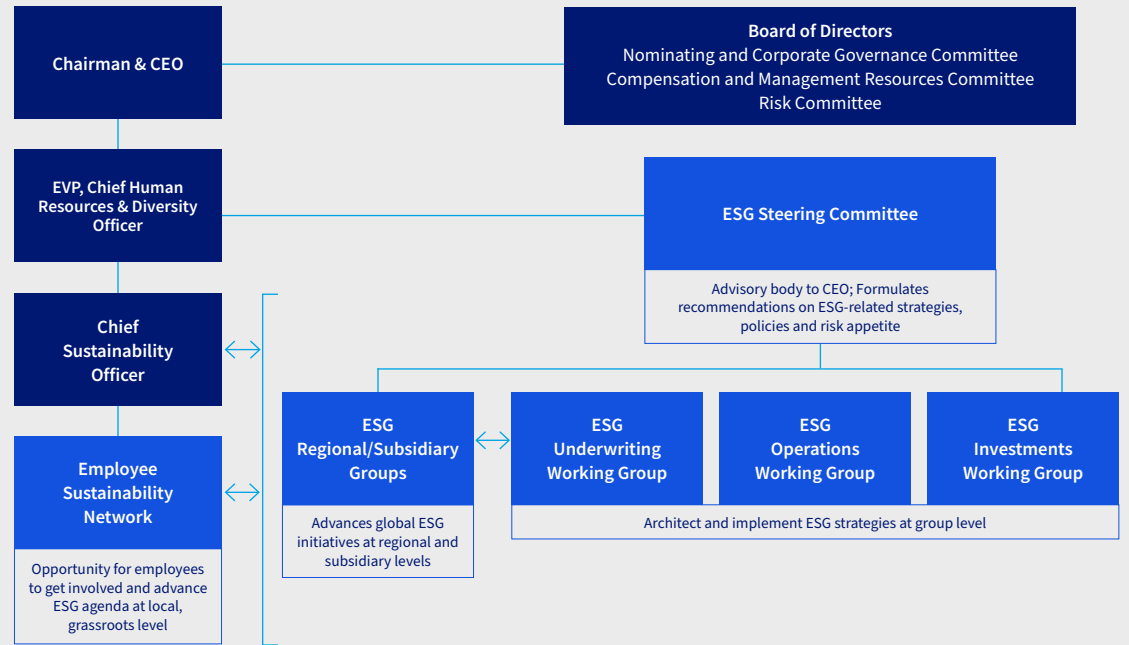 Chairman & CEO
Board of Directors
Nominating and Corporate Governance Committee
Compensation and Management Resources Committee
Risk Committee
EVP, Chief Human
Resources & Diversity
Officer
ESG Steering Committee
Advisory body to CEO; Formulates
recommendations on ESG-related strategies,
policies and risk appetite
Chief
Sustainability
Officer
Employee
Sustainability
Network
Opportunity for employees
to get involved and advance
ESG agenda at local,
grassroots level
ESG
Regional/Subsidiary
Groups
Advances global ESG
initiatives at regional and
subsidiary levels
ESG
Underwriting
Working Group
ESG
Operations
Working Group
ESG
Investments
Working Group
Architect and implement ESG strategies at group level